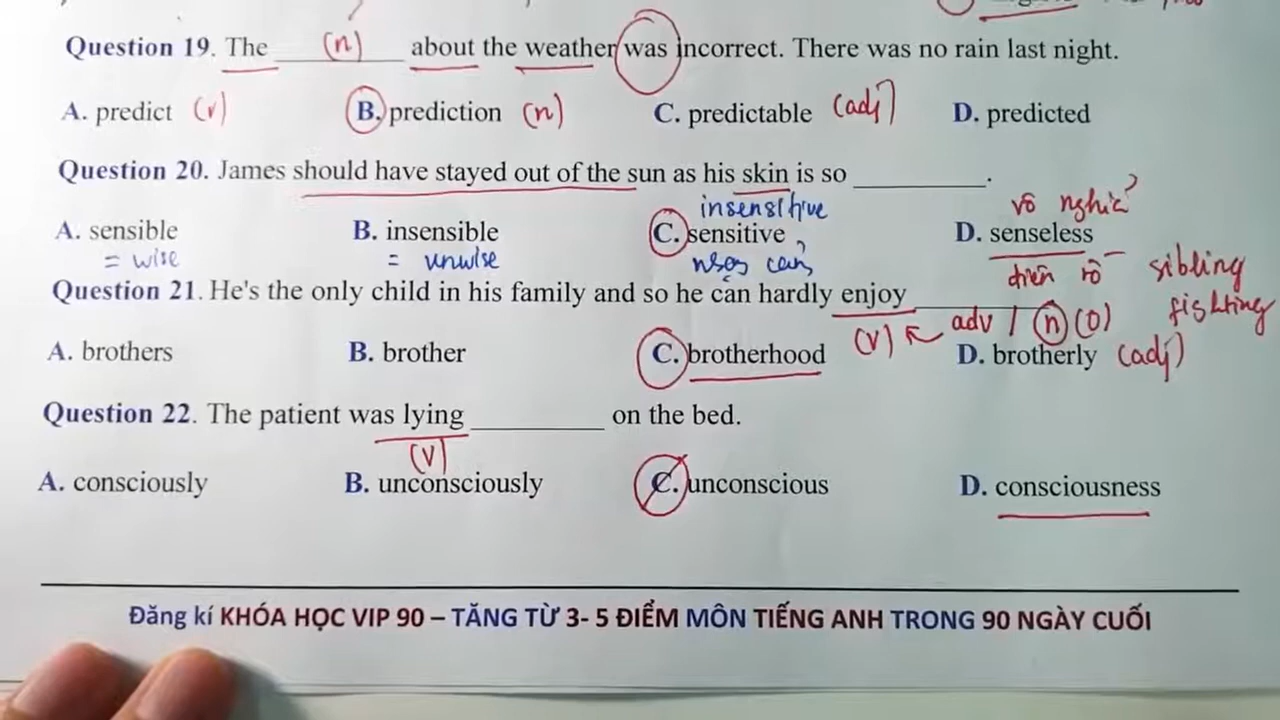 Question 19. The ________ (n) about the weather was incorrect. There was no rain last night.
A. predict (v) B. prediction (n) C. predictable (adj) D. predicted
Question 20. James should have stayed out of the sun as his skin is so ________.
insensitive vô nghĩa
A. sensible B. insensible C. sensitive D. senseless
= wise = unwise nhạy cảm điên rồ sibling
Question 21. He's the only child in his family and so he can hardly enjoy ________
(v) adv / (n) (O) fighting
A. brothers B. brother C. brotherhood D. brotherly (adj)
Question 22. The patient was lying ________ on the bed.
(v)
A. consciously B. unconsciously C. unconscious D. consciousness
Đăng kí KHÓA HỌC VIP 90 – TĂNG TỪ 3- 5 ĐIỂM MÔN TIẾNG ANH TRONG 90 NGÀY CUỐI